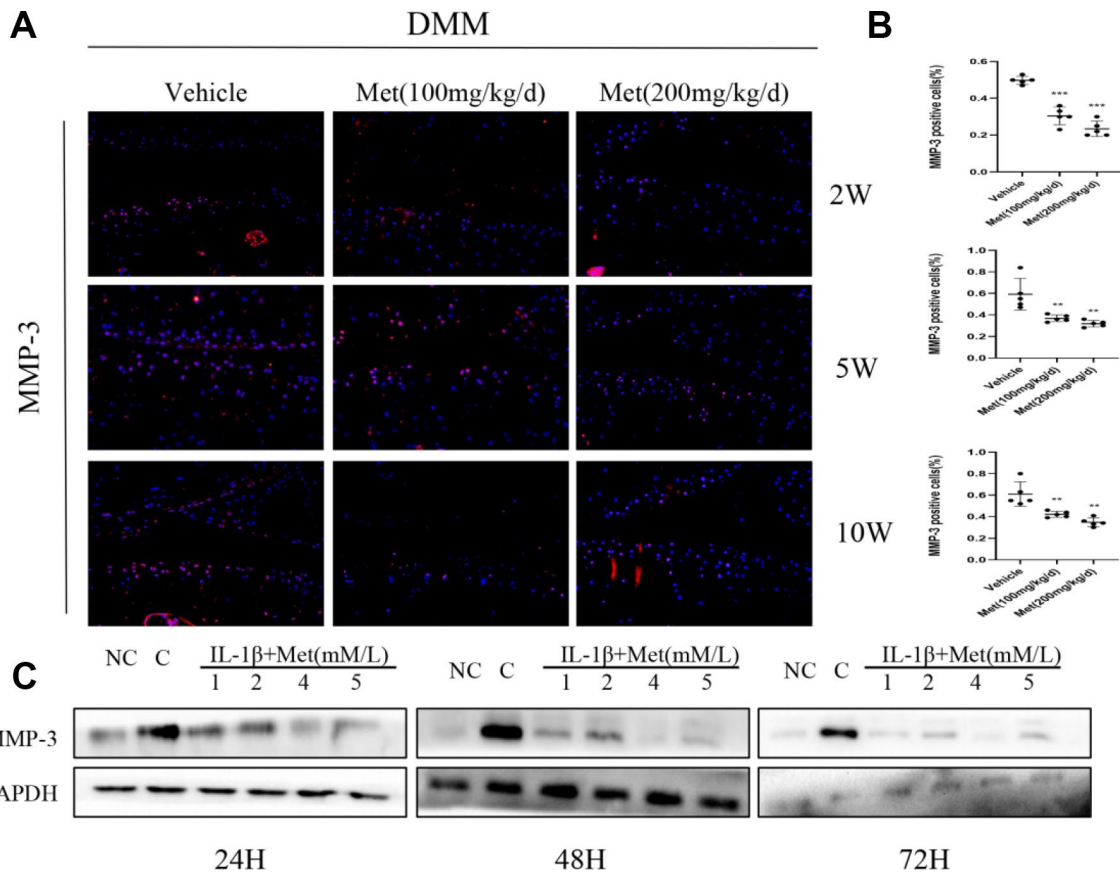 A
DMM
B
Vehicle Met(100mg/kg/d) Met(200mg/kg/d)
MMP-3
2W
5W
10W
MMP-3 positive cells(%)
0.6
0.4
0.2
0.0
***
***
Vehicle
Met(100mg/kg/d)
Met(200mg/kg/d)
MMP-3 positive cells(%)
1.0
0.8
0.6
0.4
0.2
0.0
**
**
Vehicle
Met(100mg/kg/d)
Met(200mg/kg/d)
MMP-3 positive cells(%)
1.0
0.8
0.6
0.4
0.2
0.0
**
**
Vehicle
Met(100mg/kg/d)
Met(200mg/kg/d)
C
NC C IL-1β+Met(mM/L)
1 2 4 5
NC C IL-1β+Met(mM/L)
1 2 4 5
NC C IL-1β+Met(mM/L)
1 2 4 5
IMP-3
APDH
24H 48H 72H